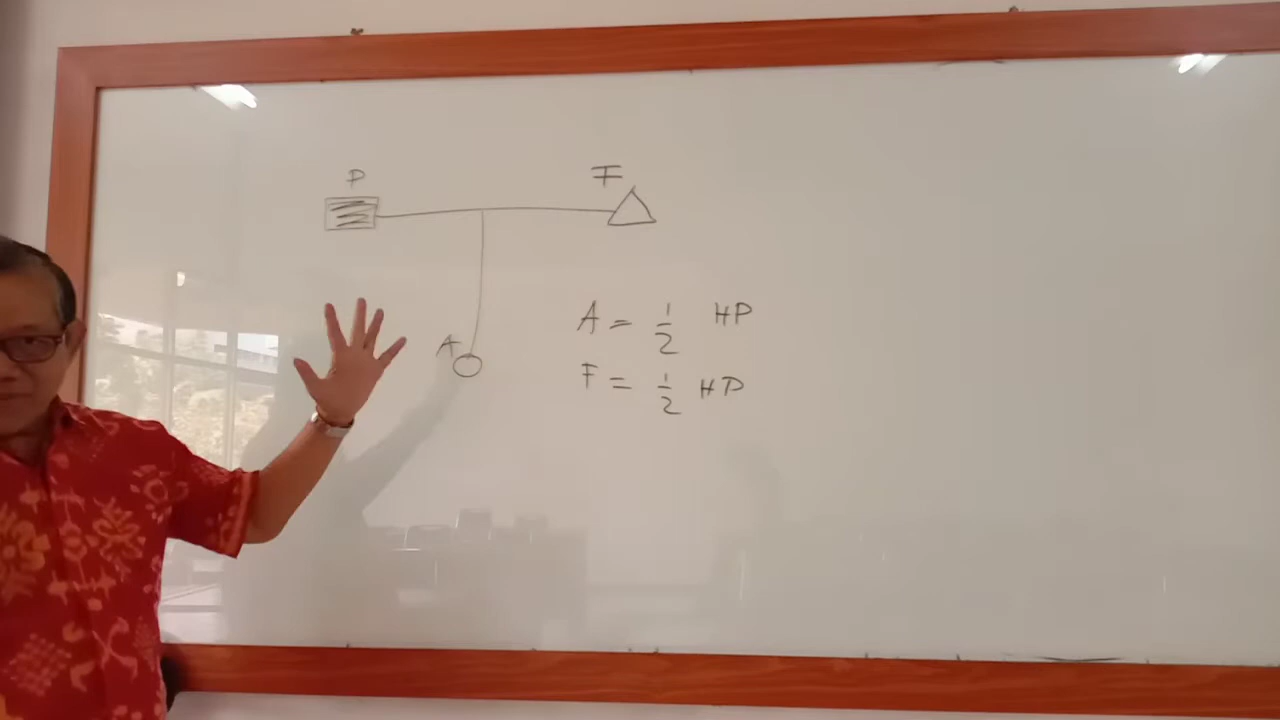 P
F
A
A = 1/2 HP
F = 1/2 HP